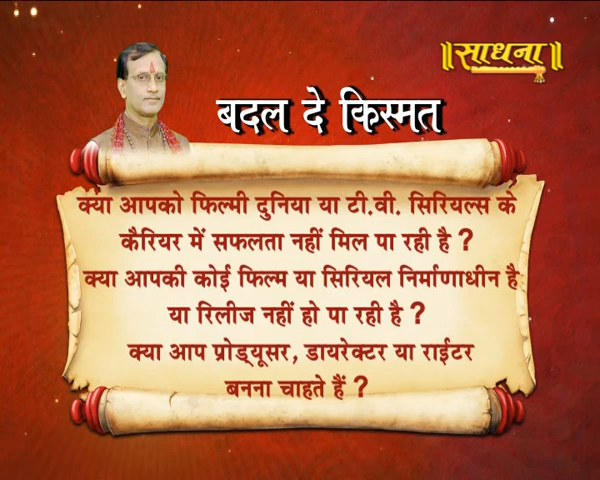 ॥साधना॥
बदल दे किस्मत
क्या आपको फिल्मी दुनिया या टी.वी. सिरियल्स के
कैरियर में सफलता नहीं मिल पा रही है ?
क्या आपकी कोई फिल्म या सिरियल निर्माणाधीन है
या रिलीज नहीं हो पा रही है ?
क्या आप प्रोड्यूसर, डायरेक्टर या राईटर
बनना चाहते हैं ?